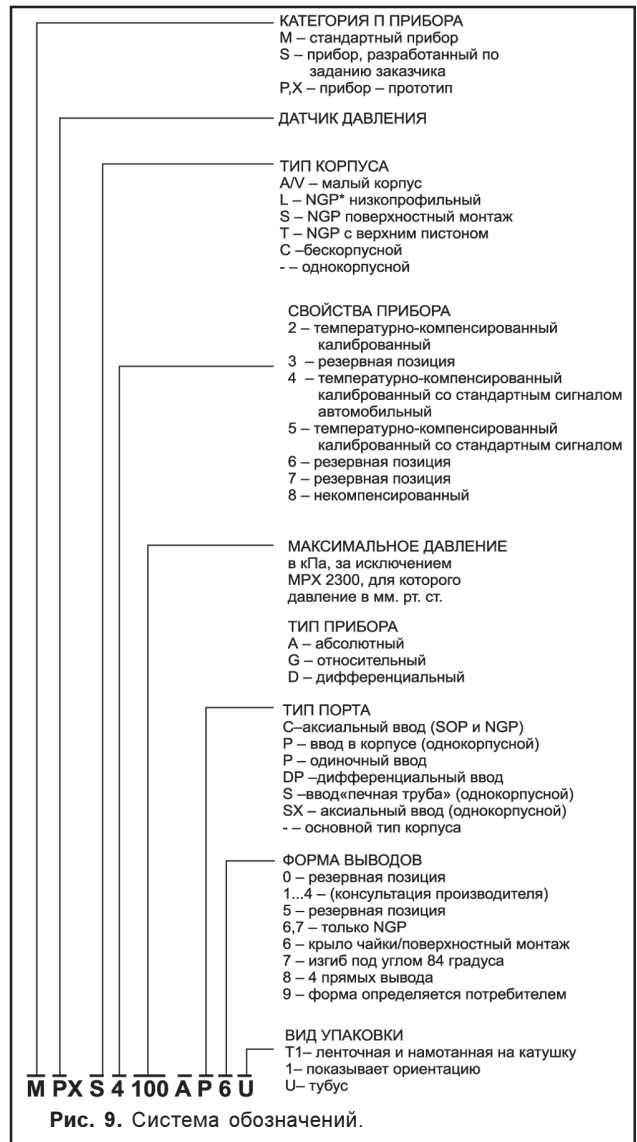 КАТЕГОРИЯ П ПРИБОРА
M – стандартный прибор
S – прибор, разработанный по
заданию заказчика
P,X – прибор – прототип
ДАТЧИК ДАВЛЕНИЯ
ТИП КОРПУСА
A/V – малый корпус
L – NGP* низкопрофильный
S – NGP поверхностный монтаж
T – NGP с верхним пистоном
C –бескорпусной
- – однокорпусной
СВОЙСТВА ПРИБОРА
2 – температурно-компенсированный
калиброванный
3 – резервная позиция
4 – температурно-компенсированный
калиброванный со стандартным сигналом
автомобильный
5 – температурно-компенсированный
калиброванный со стандартным сигналом
6 – резервная позиция
7 – резервная позиция
8 – некомпенсированный
МАКСИМАЛЬНОЕ ДАВЛЕНИЕ
в кПа, за исключением
MPX 2300, для которого
давление в мм. рт. ст.
ТИП ПРИБОРА
A – абсолютный
G – относительный
D – дифференциальный
ТИП ПОРТА
C–аксиальный ввод (SOP и NGP)
P – ввод в корпусе (однокорпусной)
P – одиночный ввод
DP –дифференциальный ввод
S –ввод«печная труба» (однокорпусной)
SX – аксиальный ввод (однокорпусной)
- – основной тип корпуса
ФОРМА ВЫВОДОВ
0 – резервная позиция
1...4 – (консультация производителя)
5 – резервная позиция
6,7 – только NGP
6 – крыло чайки/поверхностный монтаж
7 – изгиб под углом 84 градуса
8 – 4 прямых вывода
9 – форма определяется потребителем
ВИД УПАКОВКИ
T1– ленточная и намотанная на катушку
1– показывает ориентацию
U– тубус
M PX S 4 100 A P 6 U
Рис. 9. Система обозначений.